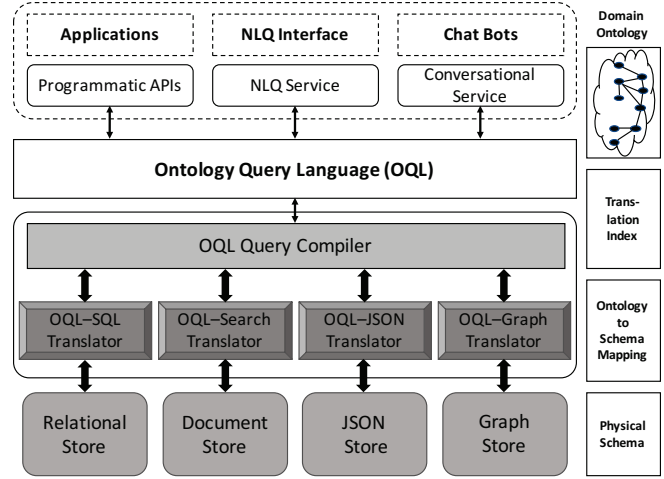 Applications
NLQ Interface
Chat Bots
Domain
Ontology
Programmatic APIs
NLQ Service
Conversational
Service
Ontology Query Language (OQL)
Trans-
lation
Index
OQL Query Compiler
OQL–SQL
Translator
OQL–Search
Translator
OQL–JSON
Translator
OQL–Graph
Translator
Ontology
to
Schema
Mapping
Relational
Store
Document
Store
JSON
Store
Graph
Store
Physical
Schema